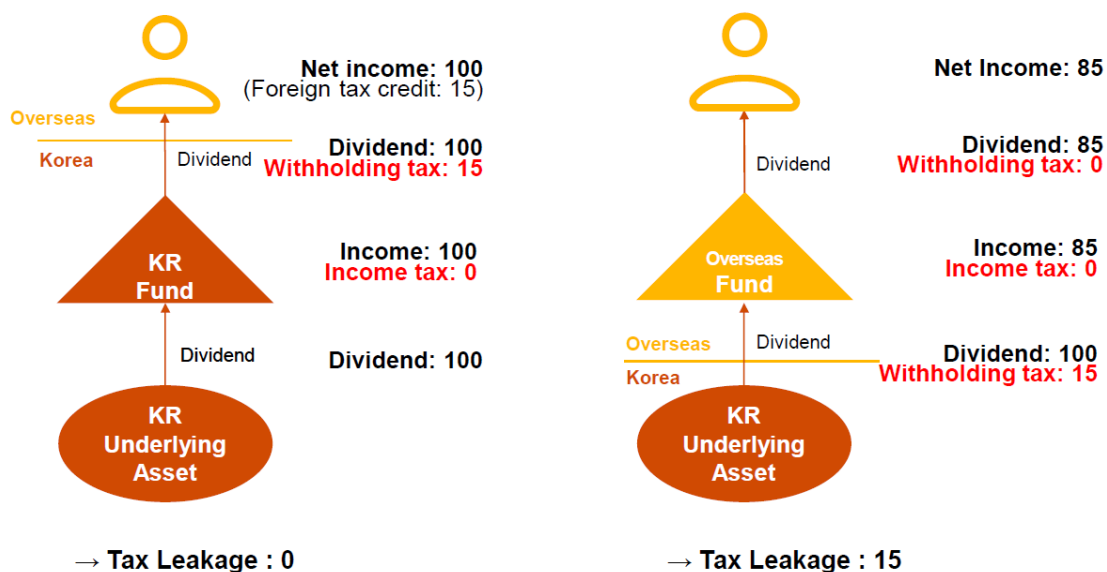 Net income: 100
(Foreign tax credit: 15)
Overseas
Korea
Dividend
Dividend: 100
Withholding tax: 15
KR
Fund
Income: 100
Income tax: 0
Dividend
Dividend: 100
KR
Underlying
Asset
→ Tax Leakage : 0
Net Income: 85
Dividend
Dividend: 85
Withholding tax: 0
Overseas
Fund
Income: 85
Income tax: 0
Overseas
Korea
Dividend
Dividend: 100
Withholding tax: 15
KR
Underlying
Asset
→ Tax Leakage : 15